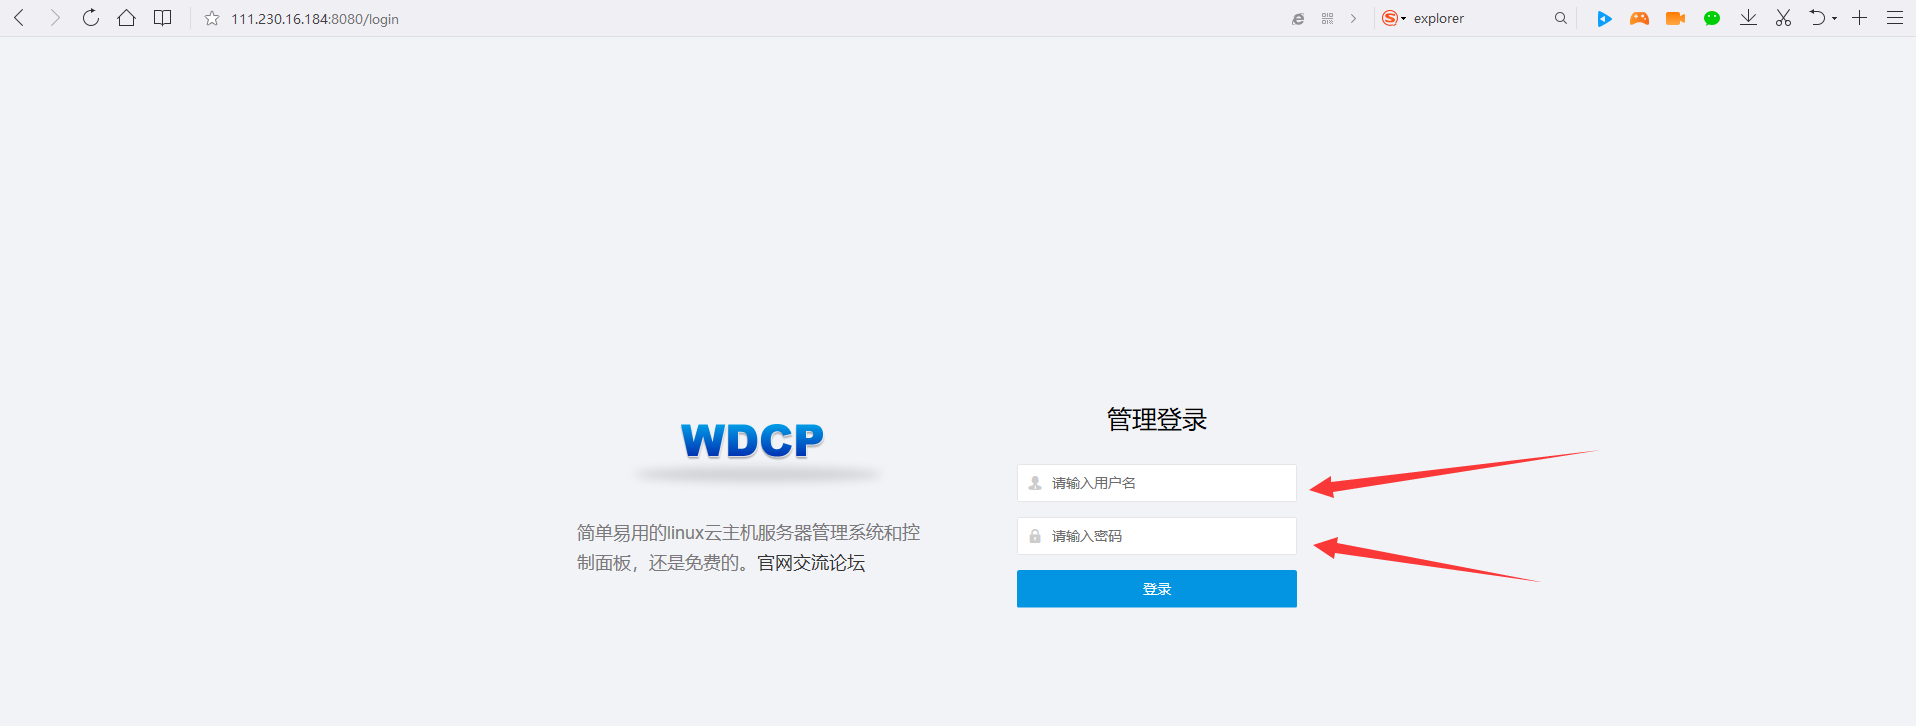 111.230.16.184:8080/login
explorer
WDCP
简单易用的linux云主机服务器管理系统和控
制面板，还是免费的。官网交流论坛
管理登录
请输入用户名
请输入密码
登录